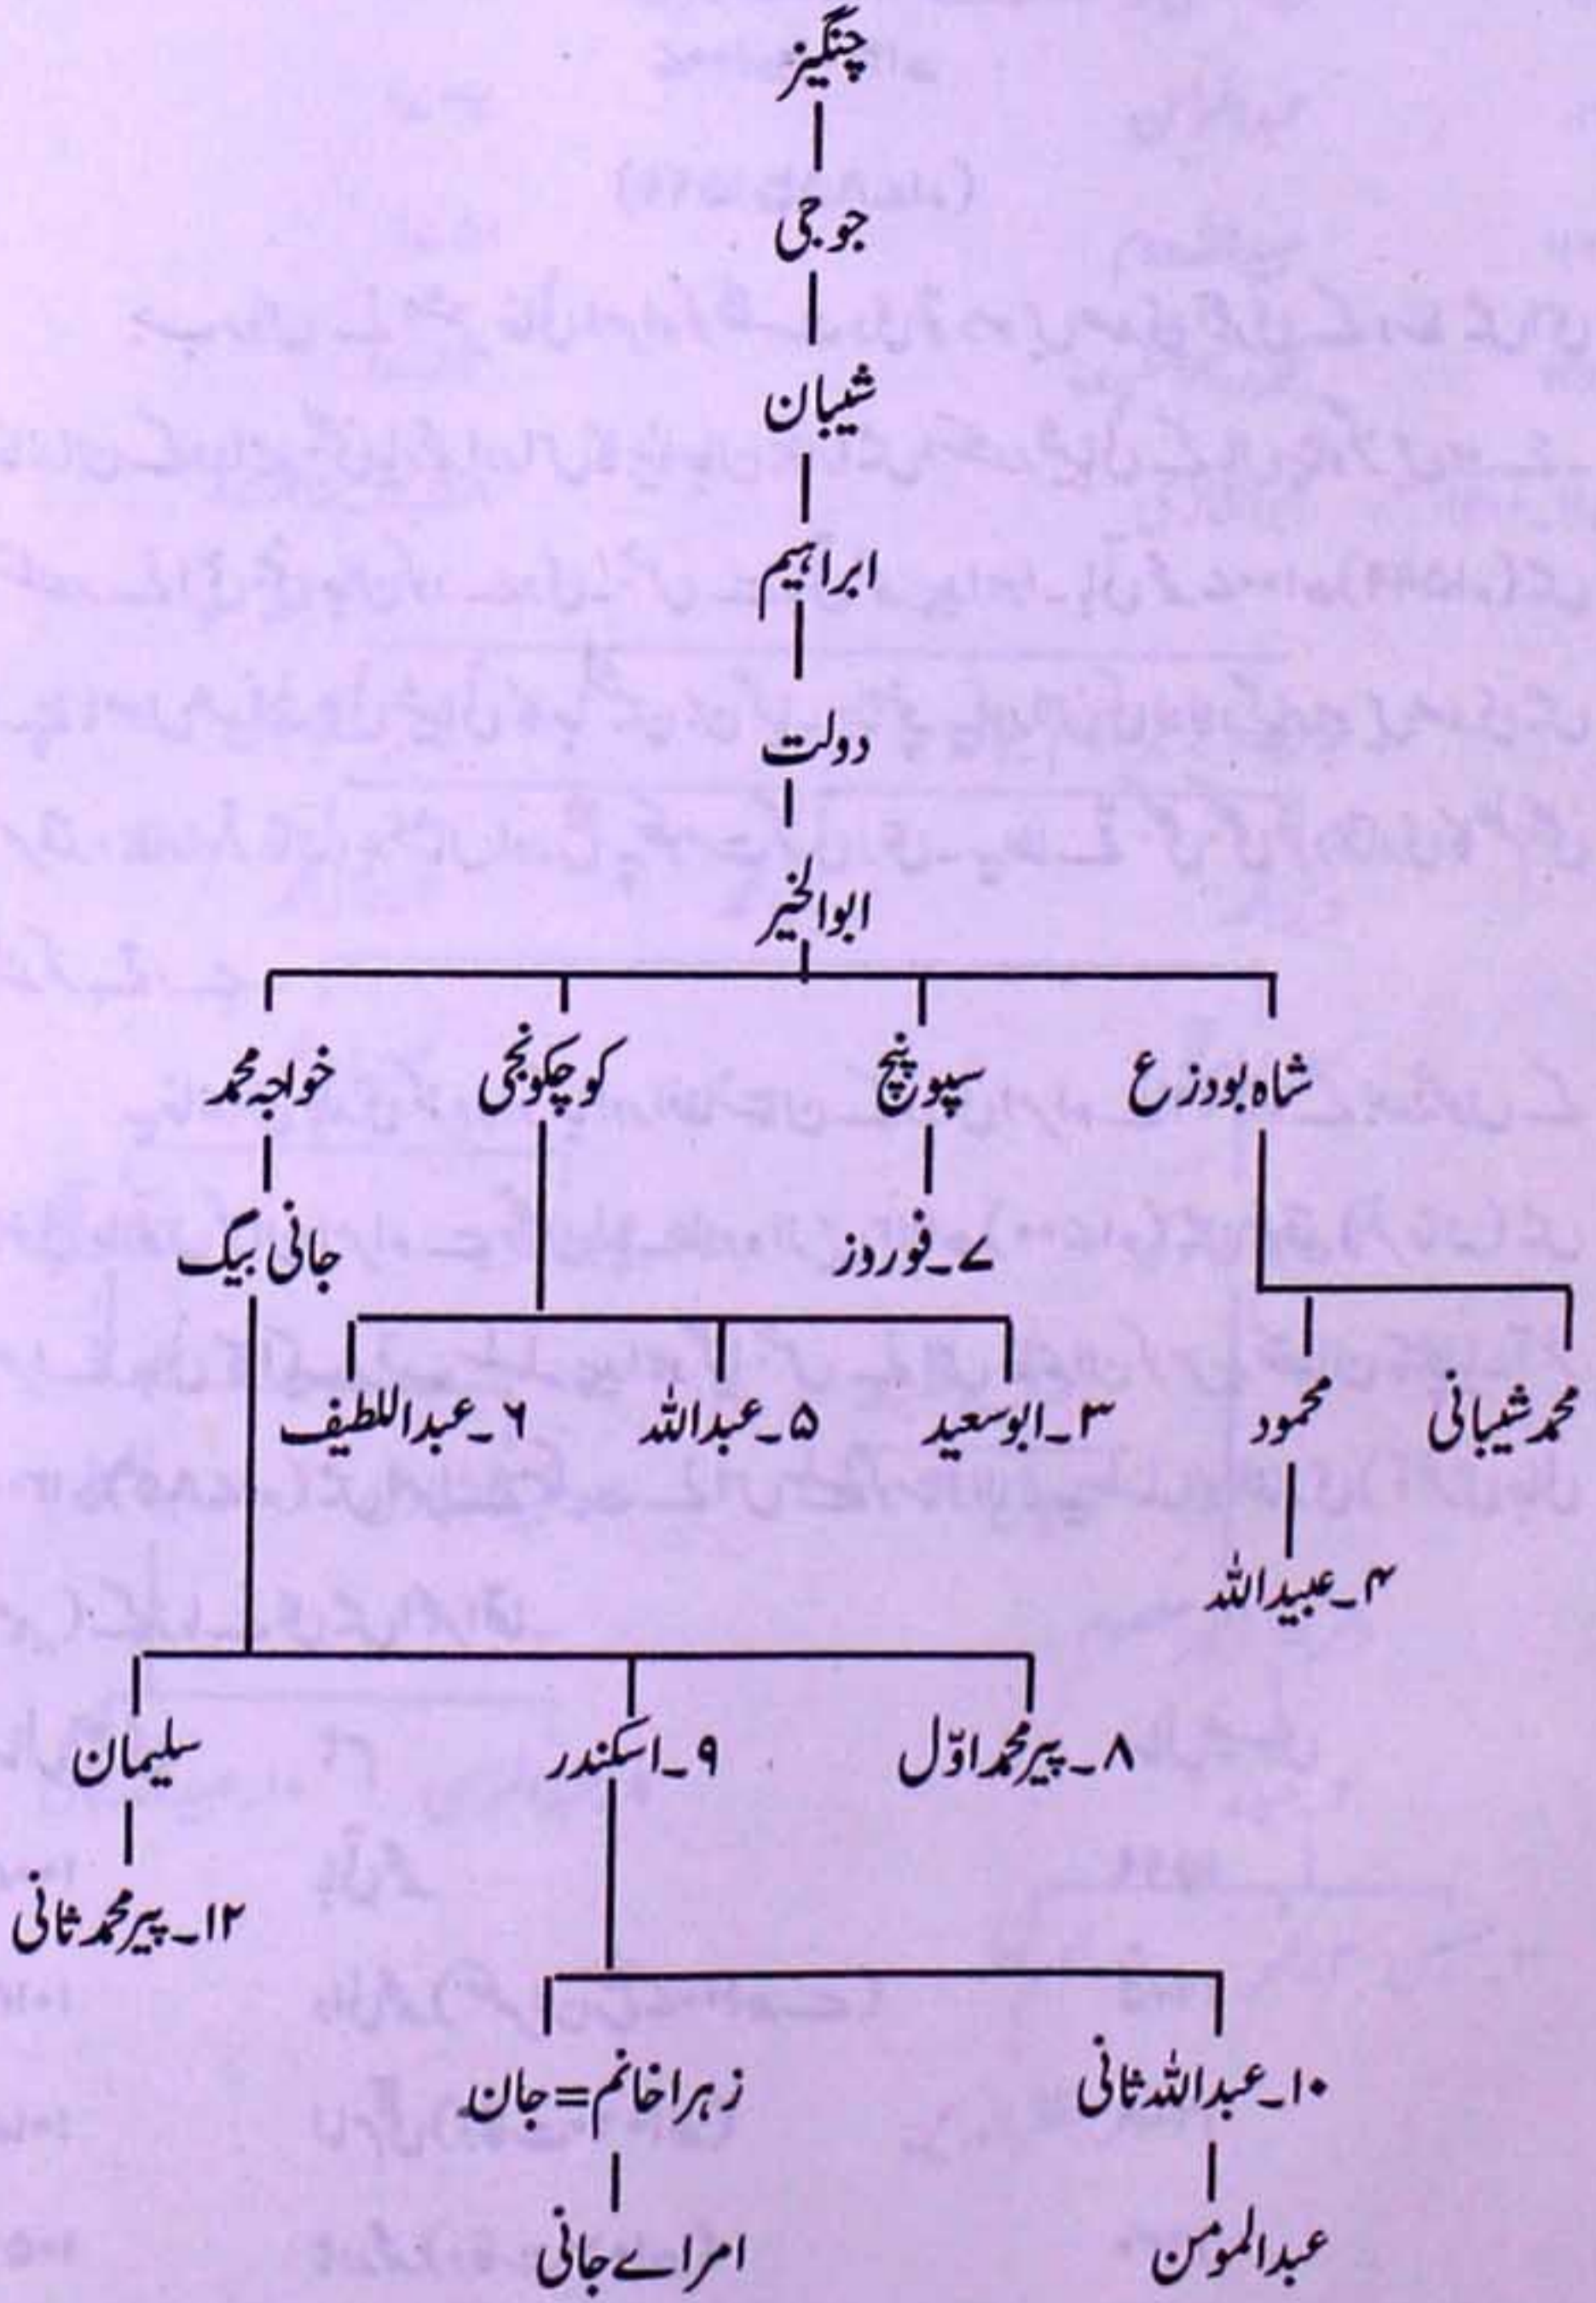 چنگیز
جوجی
شیبان
ابراہیم
دولت
ابوالخیر
شاہ بودزع سیونچ کوچکونجی خواجہ محمد
۷۔فوردز جانی بیگ
محمد شیبانی محمود ۳۔ابوسعید ۵۔عبداللہ ۶۔عبداللطیف
۴۔عبیداللہ
۸۔پیر محمد اوّل ۹۔اسکندر سلیمان
۱۲۔پیر محمد ثانی
۱۰۔عبداللہ ثانی زہرا خانم=جان
عبدالمومن امراے جانی